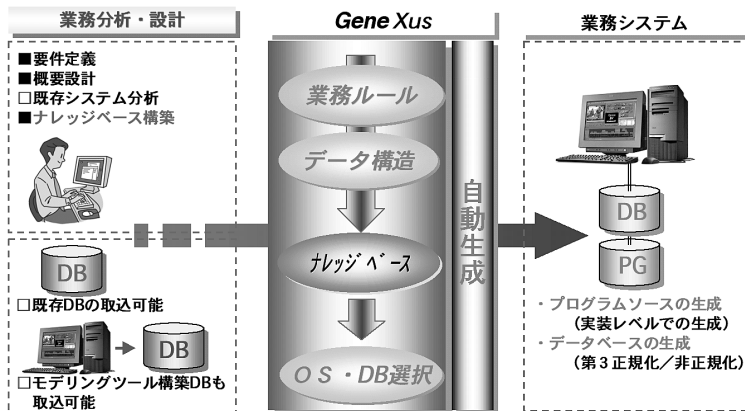 業務分析・設計
■要件定義
■概要設計
□既存システム分析
■ナレッジベース構築
DB
□既存DBの取込可能
DB
□モデリングツール構築DBも
取込可能
GeneXus
業務ルール
データ構造
ﾅﾚｯｼﾞﾍﾞｰｽ
ＯＳ・DB選択
自動生成
業務システム
DB
PG
・プログラムソースの生成
（実装レベルでの生成）
・データベースの生成
（第３正規化／非正規化）